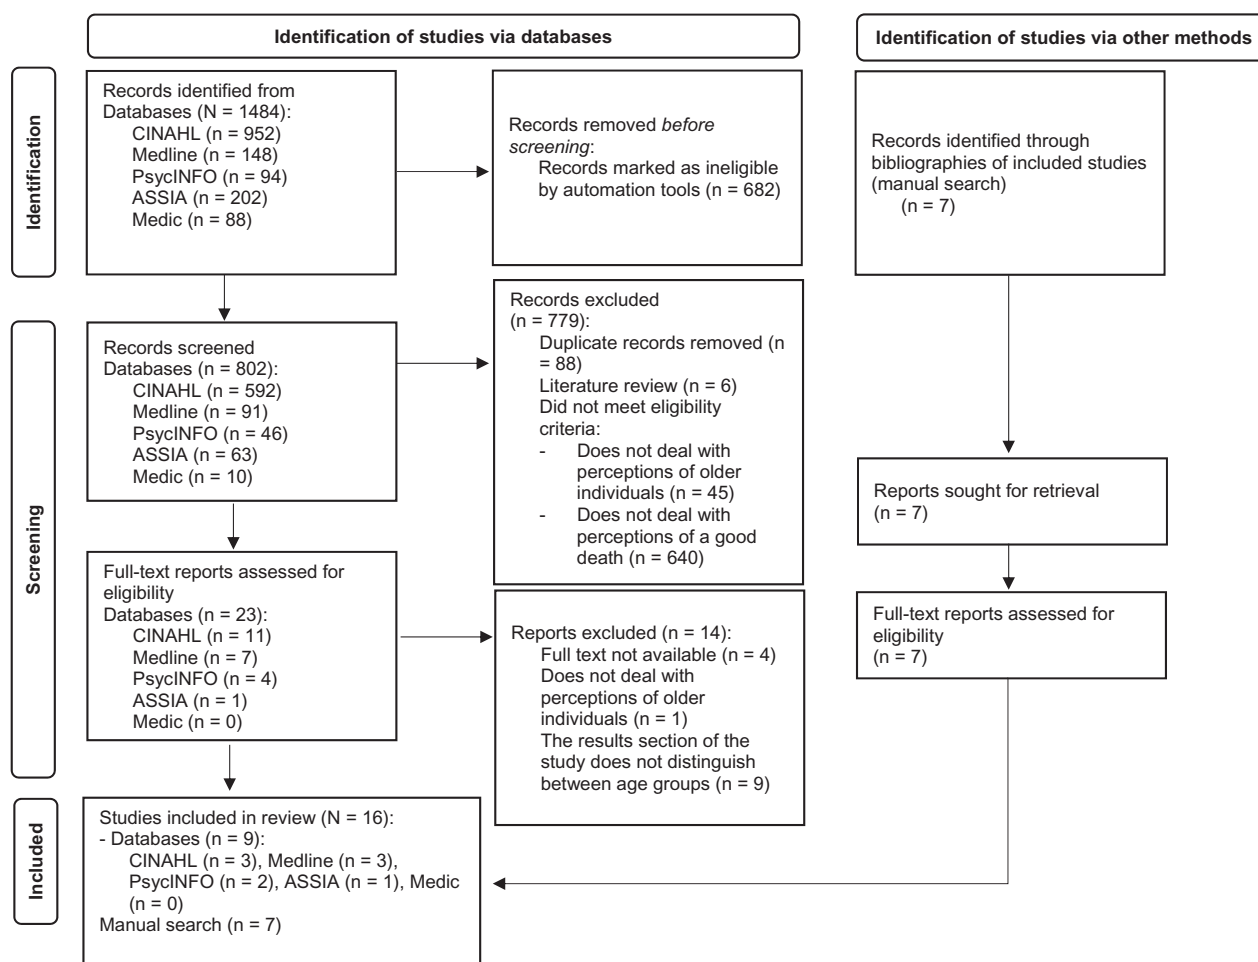 Identification of studies via databases
Identification of studies via other methods
Identification
Records identified from
Databases (N = 1484):
CINAHL (n = 952)
Medline (n = 148)
PsycINFO (n = 94)
ASSIA (n = 202)
Medic (n = 88)
Records removed before
screening:
Records marked as ineligible
by automation tools (n = 682)
Records identified through
bibliographies of included studies
(manual search)
(n = 7)
Screening
Records screened
Databases (n = 802):
CINAHL (n = 592)
Medline (n = 91)
PsycINFO (n = 46)
ASSIA (n = 63)
Medic (n = 10)
Records excluded
(n = 779):
Duplicate records removed (n
= 88)
Literature review (n = 6)
Did not meet eligibility
criteria:
- Does not deal with
perceptions of older
individuals (n = 45)
- Does not deal with
perceptions of a good
death (n = 640)
Reports sought for retrieval
(n = 7)
Full-text reports assessed for
eligibility
Databases (n = 23):
CINAHL (n = 11)
Medline (n = 7)
PsycINFO (n = 4)
ASSIA (n = 1)
Medic (n = 0)
Reports excluded (n = 14):
Full text not available (n = 4)
Does not deal with
perceptions of older
individuals (n = 1)
The results section of the
study does not distinguish
between age groups (n = 9)
Full-text reports assessed for
eligibility
(n = 7)
Included
Studies included in review (N = 16):
- Databases (n = 9):
CINAHL (n = 3), Medline (n = 3),
PsycINFO (n = 2), ASSIA (n = 1), Medic
(n = 0)
Manual search (n = 7)